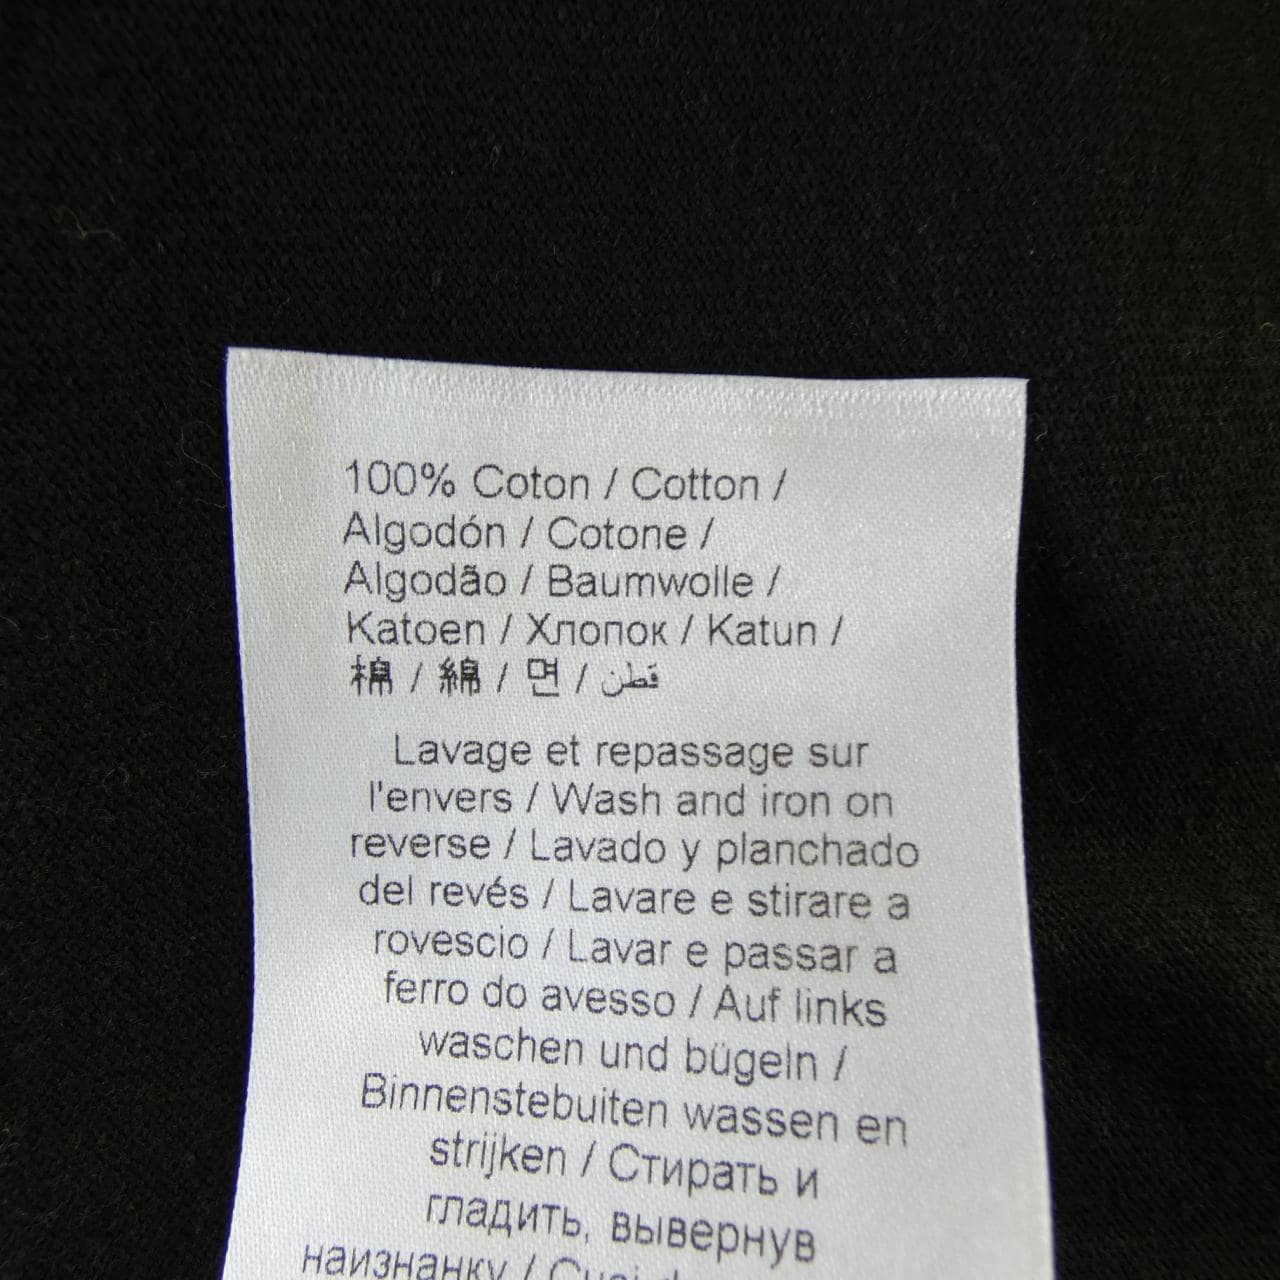 100% Coton / Cotton /
Algodón / Cotone /
Algodão / Baumwolle /
Katoen / Хлопок / Katun /
棉 / 綿 / 면 / قطن
Lavage et repassage sur
l'envers / Wash and iron on
reverse / Lavado y planchado
del revés / Lavare e stirare a
rovescio / Lavar e passar a
ferro do avesso / Auf links
waschen und bügeln /
Binnenstebuiten wassen en
strijken / Стирать и
гладить, вывернув
наизнанку /